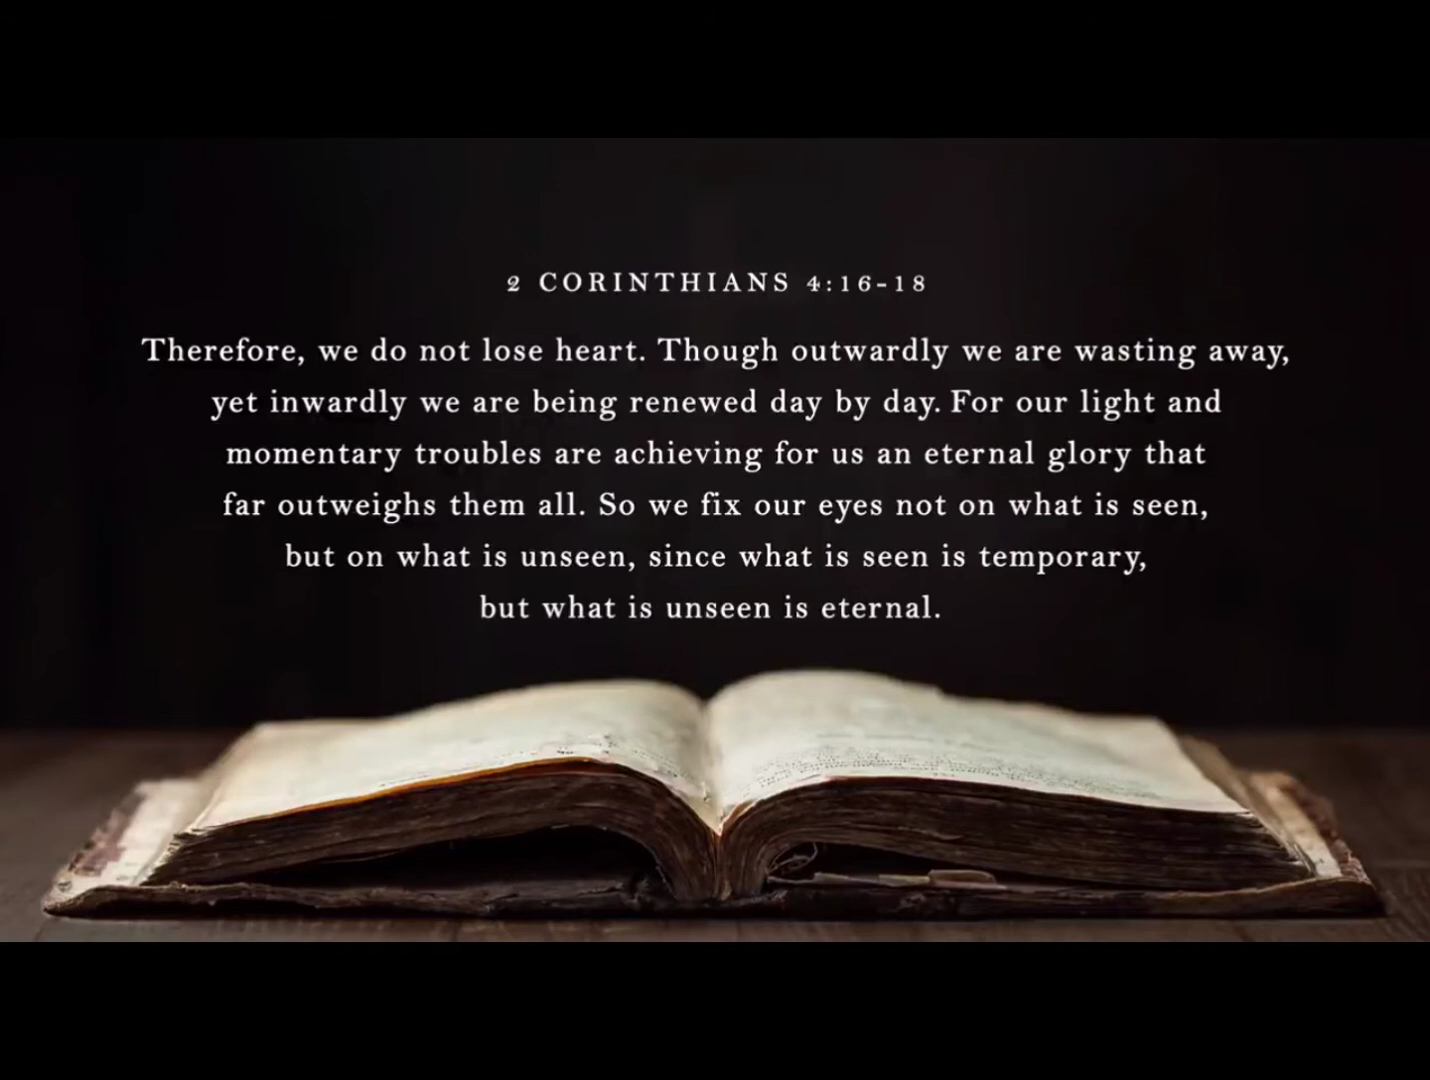 2 CORINTHIANS 4:16-18
Therefore, we do not lose heart. Though outwardly we are wasting away,
yet inwardly we are being renewed day by day. For our light and
momentary troubles are achieving for us an eternal glory that
far outweighs them all. So we fix our eyes not on what is seen,
but on what is unseen, since what is seen is temporary,
but what is unseen is eternal.